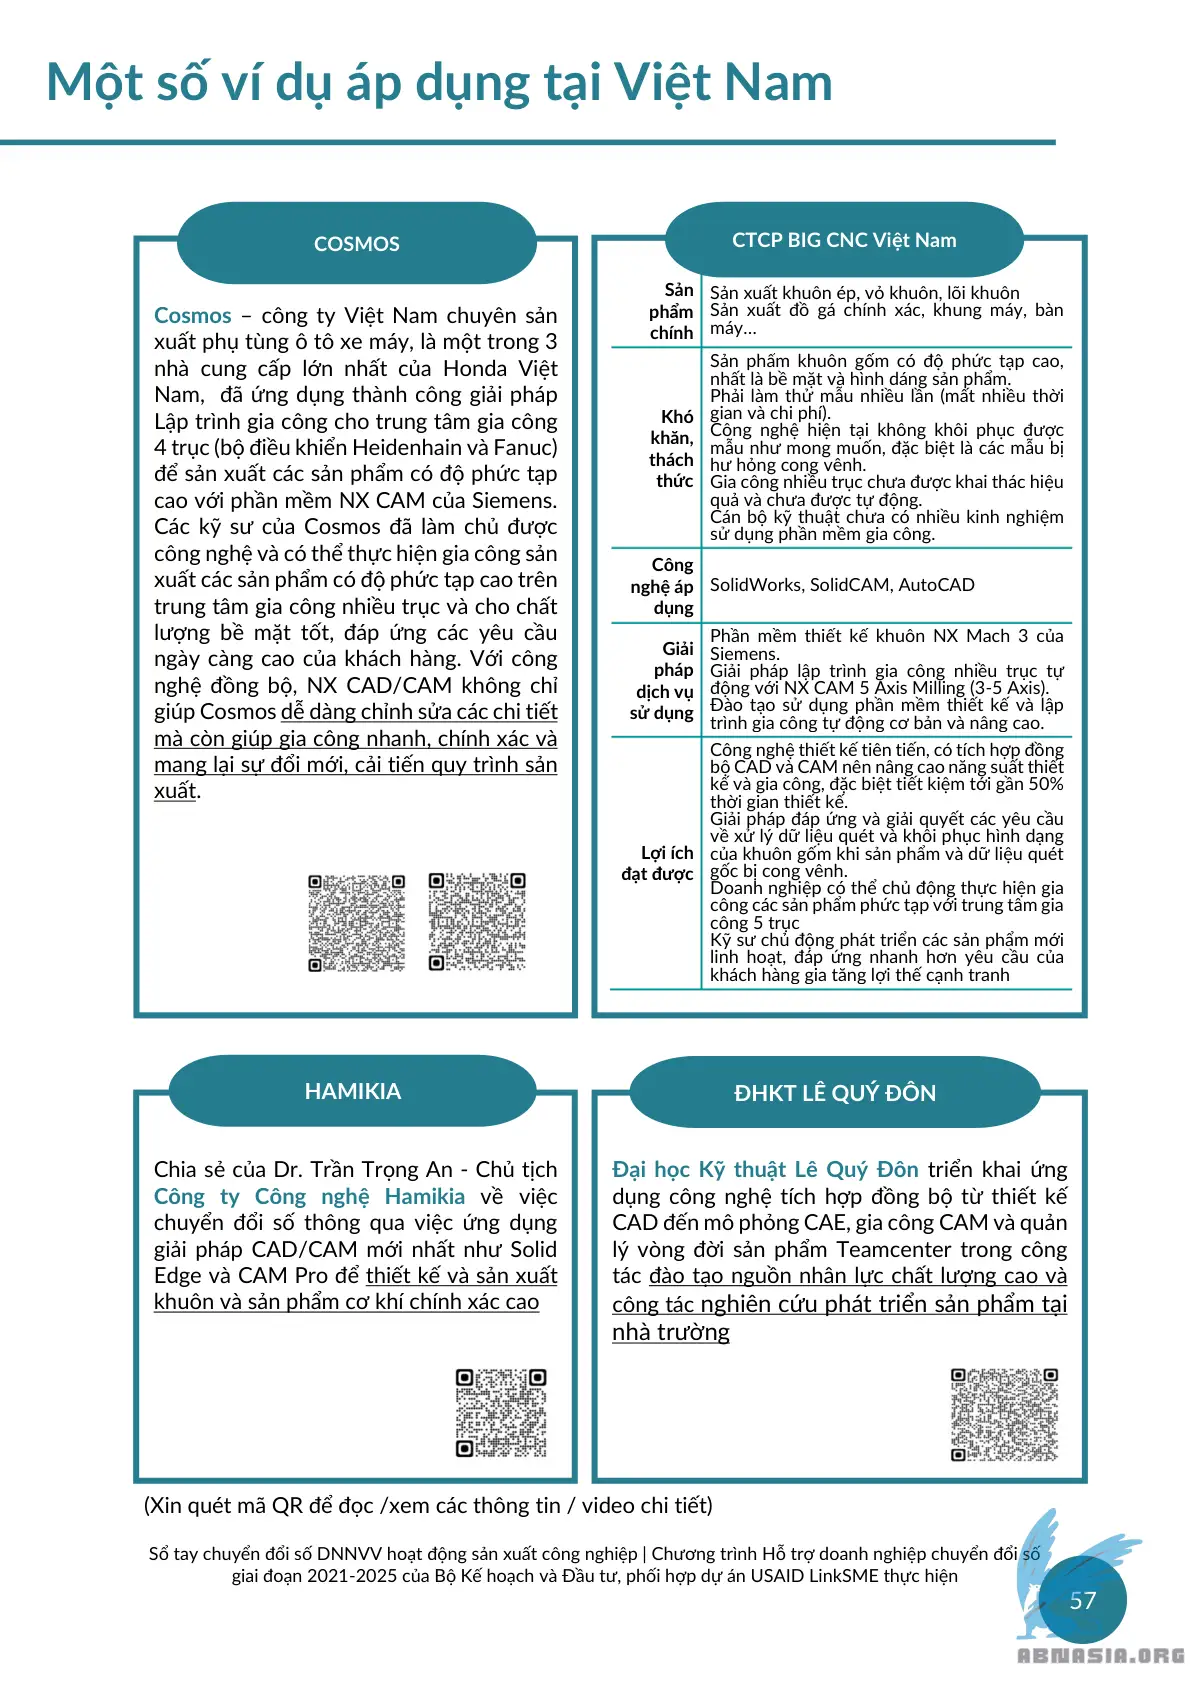 Một số ví dụ áp dụng tại Việt Nam
COSMOS
Cosmos – công ty Việt Nam chuyên sản
xuất phụ tùng ô tô xe máy, là một trong 3
nhà cung cấp lớn nhất của Honda Việt
Nam, đã ứng dụng thành công giải pháp
Lập trình gia công cho trung tâm gia công
4 trục (bộ điều khiển Heidenhain và Fanuc)
để sản xuất các sản phẩm có độ phức tạp
cao với phần mềm NX CAM của Siemens.
Các kỹ sư của Cosmos đã làm chủ được
công nghệ và có thể thực hiện gia công sản
xuất các sản phẩm có độ phức tạp cao trên
trung tâm gia công nhiều trục và cho chất
lượng bề mặt tốt, đáp ứng các yêu cầu
ngày càng cao của khách hàng. Với công
nghệ đồng bộ, NX CAD/CAM không chỉ
giúp Cosmos dễ dàng chỉnh sửa các chi tiết
mà còn giúp gia công nhanh, chính xác và
mang lại sự đổi mới, cải tiến quy trình sản
xuất.
CTCP BIG CNC Việt Nam
Sản
phẩm
chính
Sản xuất khuôn ép, vỏ khuôn, lõi khuôn
Sản xuất đồ gá chính xác, khung máy, bàn
máy...
Khó
khăn,
thách
thức
Sản phẩm khuôn gốm có độ phức tạp cao,
nhất là bề mặt và hình dáng sản phẩm.
Phải làm thử mẫu nhiều lần (mất nhiều thời
gian và chi phí).
Công nghệ hiện tại không khôi phục được
mẫu như mong muốn, đặc biệt là các mẫu bị
hư hỏng cong vênh.
Gia công nhiều trục chưa được khai thác hiệu
quả và chưa được tự động.
Cán bộ kỹ thuật chưa có nhiều kinh nghiệm
sử dụng phần mềm gia công.
Công
nghệ áp
dụng
SolidWorks, SolidCAM, AutoCAD
Giải
pháp
dịch vụ
sử dụng
Phần mềm thiết kế khuôn NX Mach 3 của
Siemens.
Giải pháp lập trình gia công nhiều trục tự
động với NX CAM 5 Axis Milling (3-5 Axis).
Đào tạo sử dụng phần mềm thiết kế và lập
trình gia công tự động cơ bản và nâng cao.
Lợi ích
đạt được
Công nghệ thiết kế tiên tiến, có tích hợp đồng
bộ CAD và CAM nên nâng cao năng suất thiết
kế và gia công, đặc biệt tiết kiệm tới gần 50%
thời gian thiết kế.
Giải pháp đáp ứng và giải quyết các yêu cầu
về xử lý dữ liệu quét và khôi phục hình dạng
của khuôn gốm khi sản phẩm và dữ liệu quét
gốc bị cong vênh.
Doanh nghiệp có thể chủ động thực hiện gia
công các sản phẩm phức tạp với trung tâm gia
công 5 trục
Kỹ sư chủ động phát triển các sản phẩm mới
linh hoạt, đáp ứng nhanh hơn yêu cầu của
khách hàng gia tăng lợi thế cạnh tranh
HAMIKIA
Chia sẻ của Dr. Trần Trọng An - Chủ tịch
Công ty Công nghệ Hamikia về việc
chuyển đổi số thông qua việc ứng dụng
giải pháp CAD/CAM mới nhất như Solid
Edge và CAM Pro để thiết kế và sản xuất
khuôn và sản phẩm cơ khí chính xác cao
ĐHKT LÊ QUÝ ĐÔN
Đại học Kỹ thuật Lê Quý Đôn triển khai ứng
dụng công nghệ tích hợp đồng bộ từ thiết kế
CAD đến mô phỏng CAE, gia công CAM và quản
lý vòng đời sản phẩm Teamcenter trong công
tác đào tạo nguồn nhân lực chất lượng cao và
công tác nghiên cứu phát triển sản phẩm tại
nhà trường
(Xin quét mã QR để đọc /xem các thông tin / video chi tiết)
Sổ tay chuyển đổi số DNNVV hoạt động sản xuất công nghiệp | Chương trình Hỗ trợ doanh nghiệp chuyển đổi số
giai đoạn 2021-2025 của Bộ Kế hoạch và Đầu tư, phối hợp dự án USAID LinkSME thực hiện
57
ABNASIA.ORG